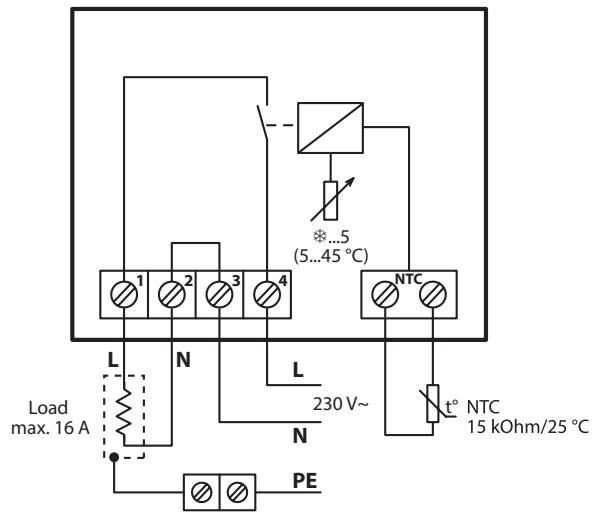 ❄...5
(5...45 °C)
1
2
3
4
NTC
L
N
L
230 V~
N
Load
max. 16 A
t°
NTC
15 kOhm/25 °C
PE